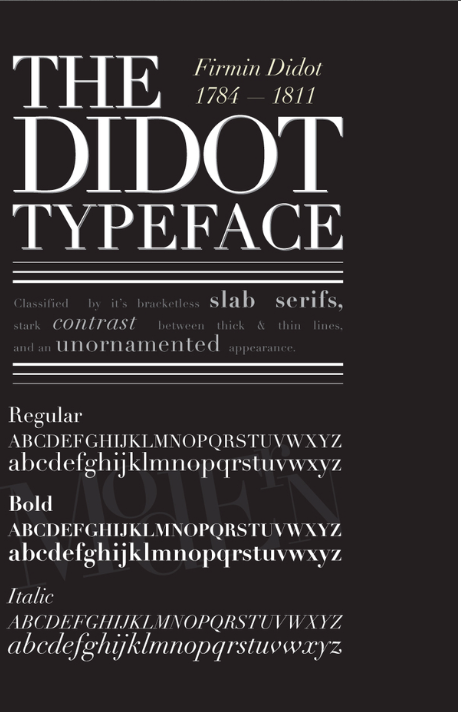 THE
Firmin Didot
1784 — 1811
DIDOT
TYPEFACE
Classified by it's bracketless slab serifs,
stark contrast between thick & thin lines,
and an unornamented appearance.
Regular
ABCDEFGHIJKLMNOPQRSTUVWXYZ
abcdefghijklmnopqrstuvwxyz
Bold
ABCDEFGHIJKLMNOPQRSTUVWXYZ
abcdefghijklmnopqrstuvwxyz
Italic
ABCDEFGHIJKLMNOPQRSTUVWXYZ
abcdefghijklmnopqrstuvwxyz
ModErN